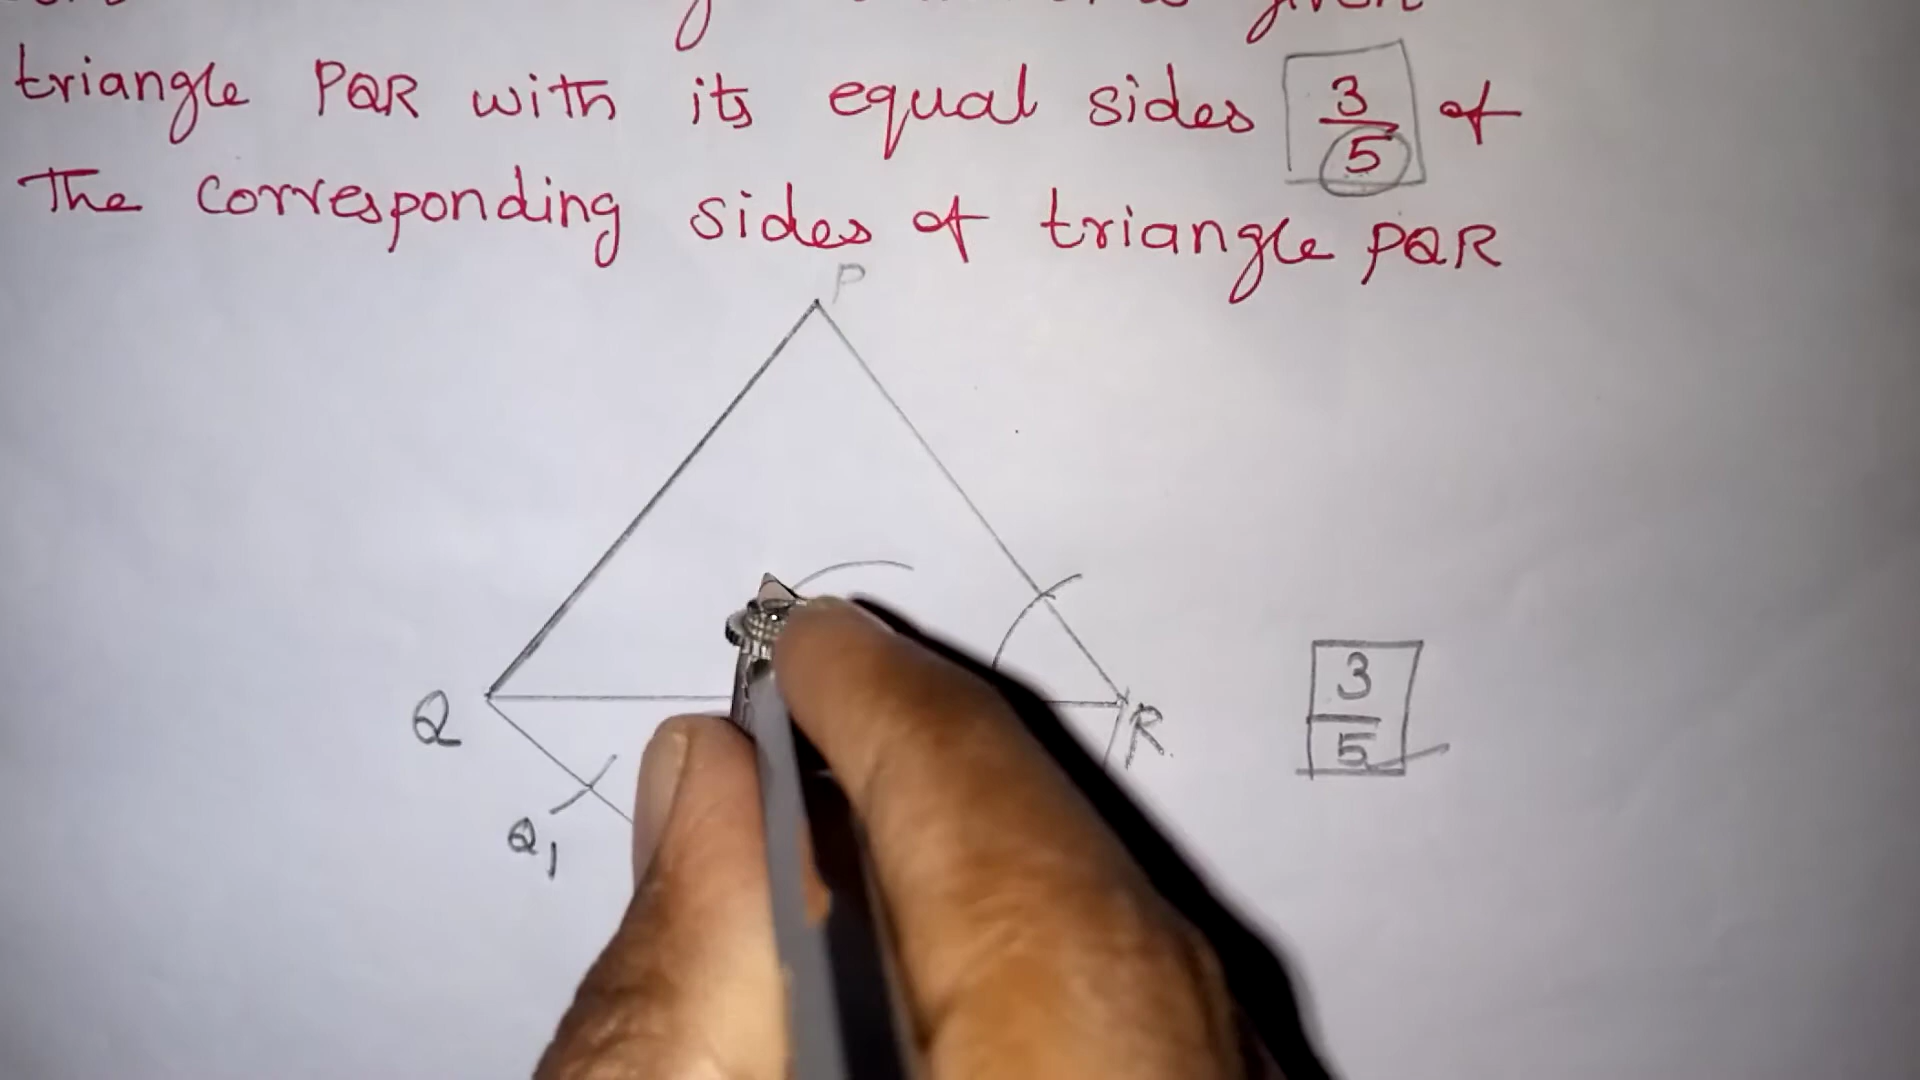 triangle PQR with its equal sides 3/5 of
The corresponding sides of triangle PQR
P
Q
R
3/5
Q1